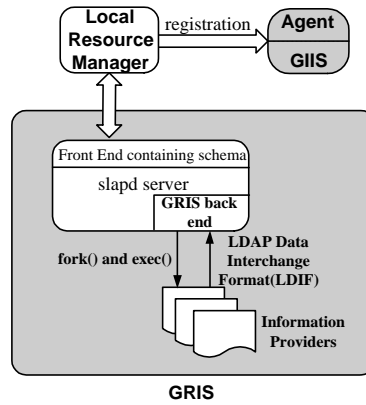 Local
Resource
Manager
registration
Agent
GIIS
Front End containing schema
slapd server
GRIS back
end
fork() and exec()
LDAP Data
Interchange
Format(LDIF)
Information
Providers
GRIS